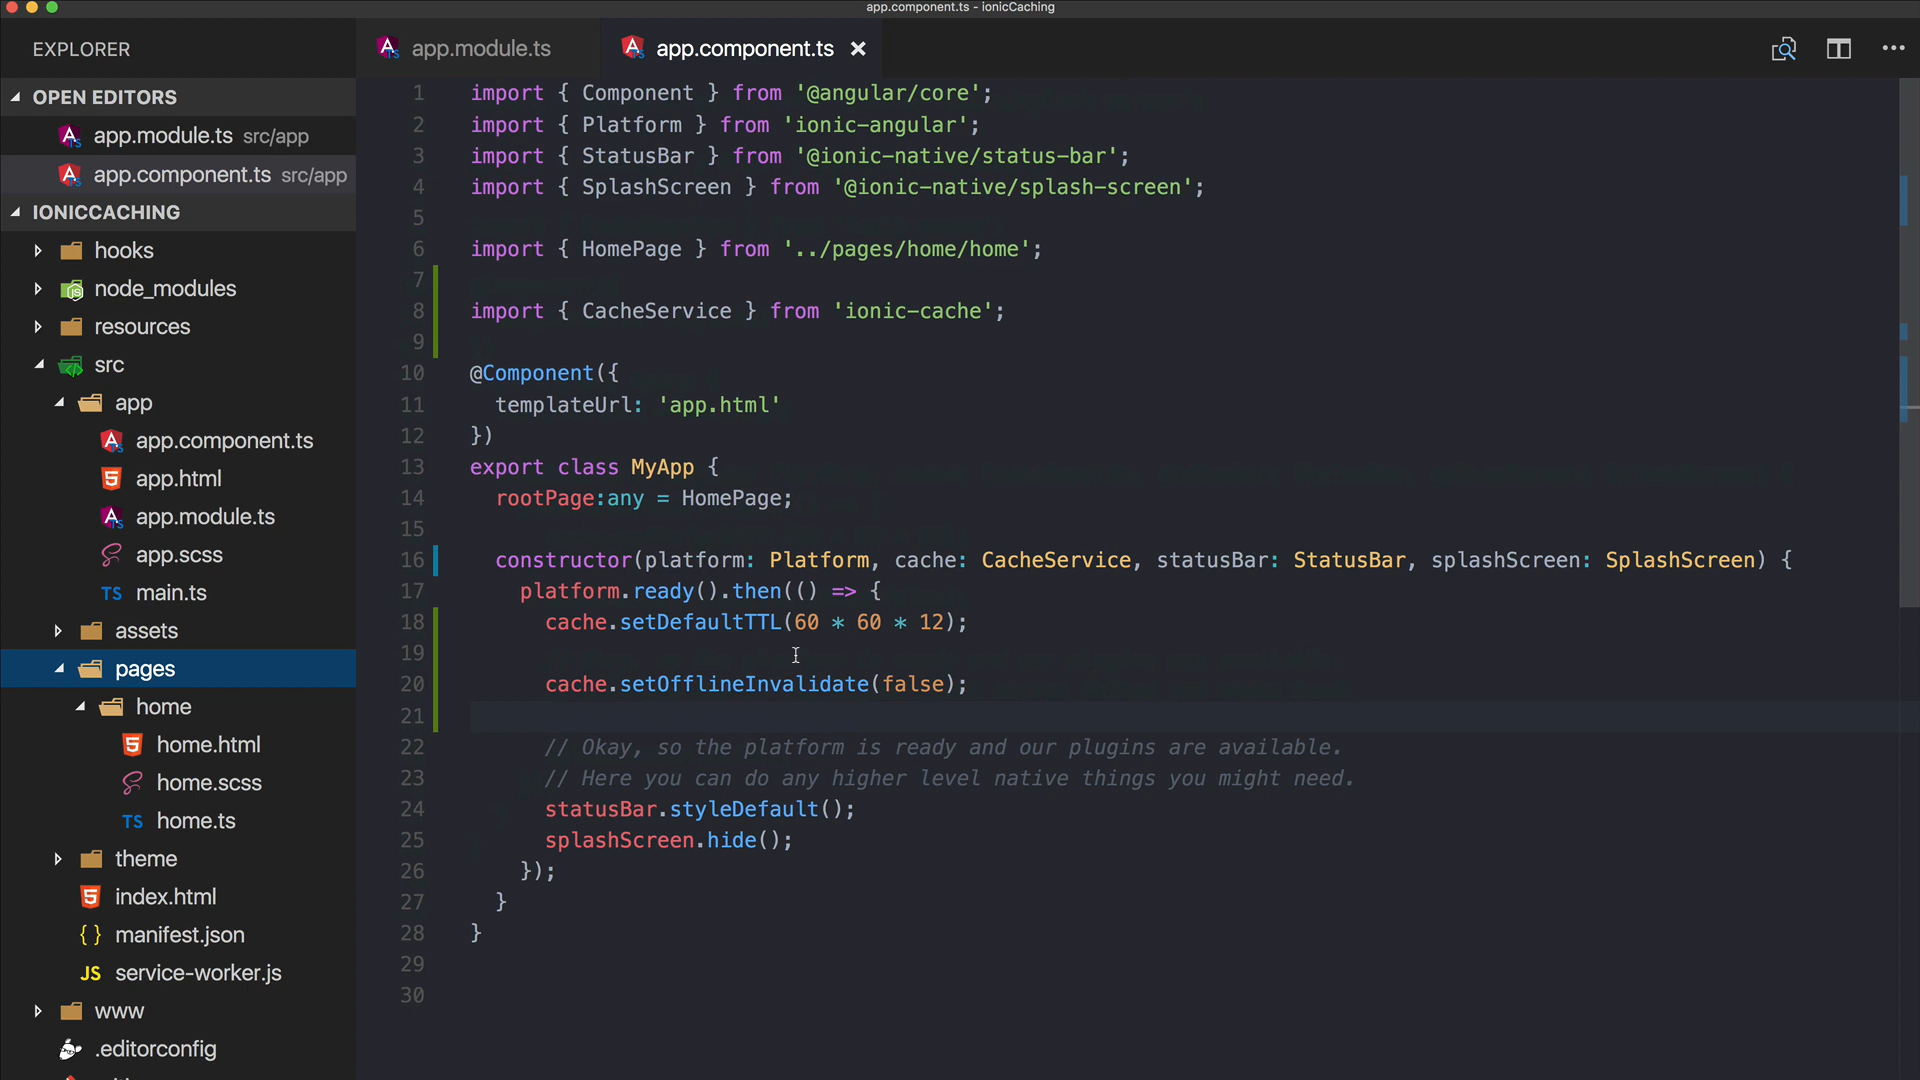 app.component.ts - ionicCaching
EXPLORER
OPEN EDITORS
app.module.ts src/app
app.component.ts src/app
IONICCACHING
hooks
node_modules
resources
src
app
app.component.ts
app.html
app.module.ts
app.scss
TS main.ts
assets
pages
home
home.html
home.scss
TS home.ts
theme
index.html
{ } manifest.json
JS service-worker.js
www
.editorconfig
app.module.ts
app.component.ts
1 import { Component } from '@angular/core';
2 import { Platform } from 'ionic-angular';
3 import { StatusBar } from '@ionic-native/status-bar';
4 import { SplashScreen } from '@ionic-native/splash-screen';
5
6 import { HomePage } from '../pages/home/home';
7
8 import { CacheService } from 'ionic-cache';
9
10 @Component({
11 templateUrl: 'app.html'
12 })
13 export class MyApp {
14 rootPage:any = HomePage;
15
16 constructor(platform: Platform, cache: CacheService, statusBar: StatusBar, splashScreen: SplashScreen) {
17 platform.ready().then(() => {
18 cache.setDefaultTTL(60 * 60 * 12);
19
20 cache.setOfflineInvalidate(false);
21
22 // Okay, so the platform is ready and our plugins are available.
23 // Here you can do any higher level native things you might need.
24 statusBar.styleDefault();
25 splashScreen.hide();
26 });
27 }
28 }
29
30